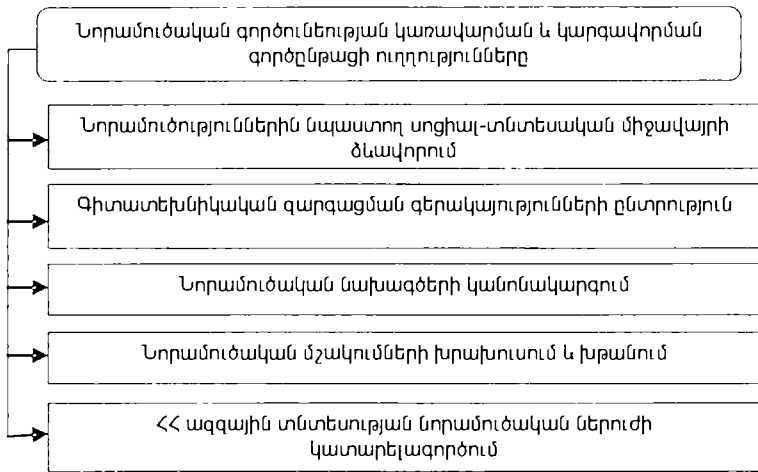 Նորամուծական գործունեության կառավարման և կարգավորման
գործընթացի ուղղությունները
Նորամուծություններին նպաստող սոցիալ-տնտեսական միջավայրի
ձևավորում
Գիտատեխնիկական զարգացման գերակայությունների ընտրություն
Նորամուծական նախագծերի կանոնակարգում
Նորամուծական մշակումների խրախուսում և խթանում
ՀՀ ազգային տնտեսության նորամուծական ներուժի
կատարելագործում